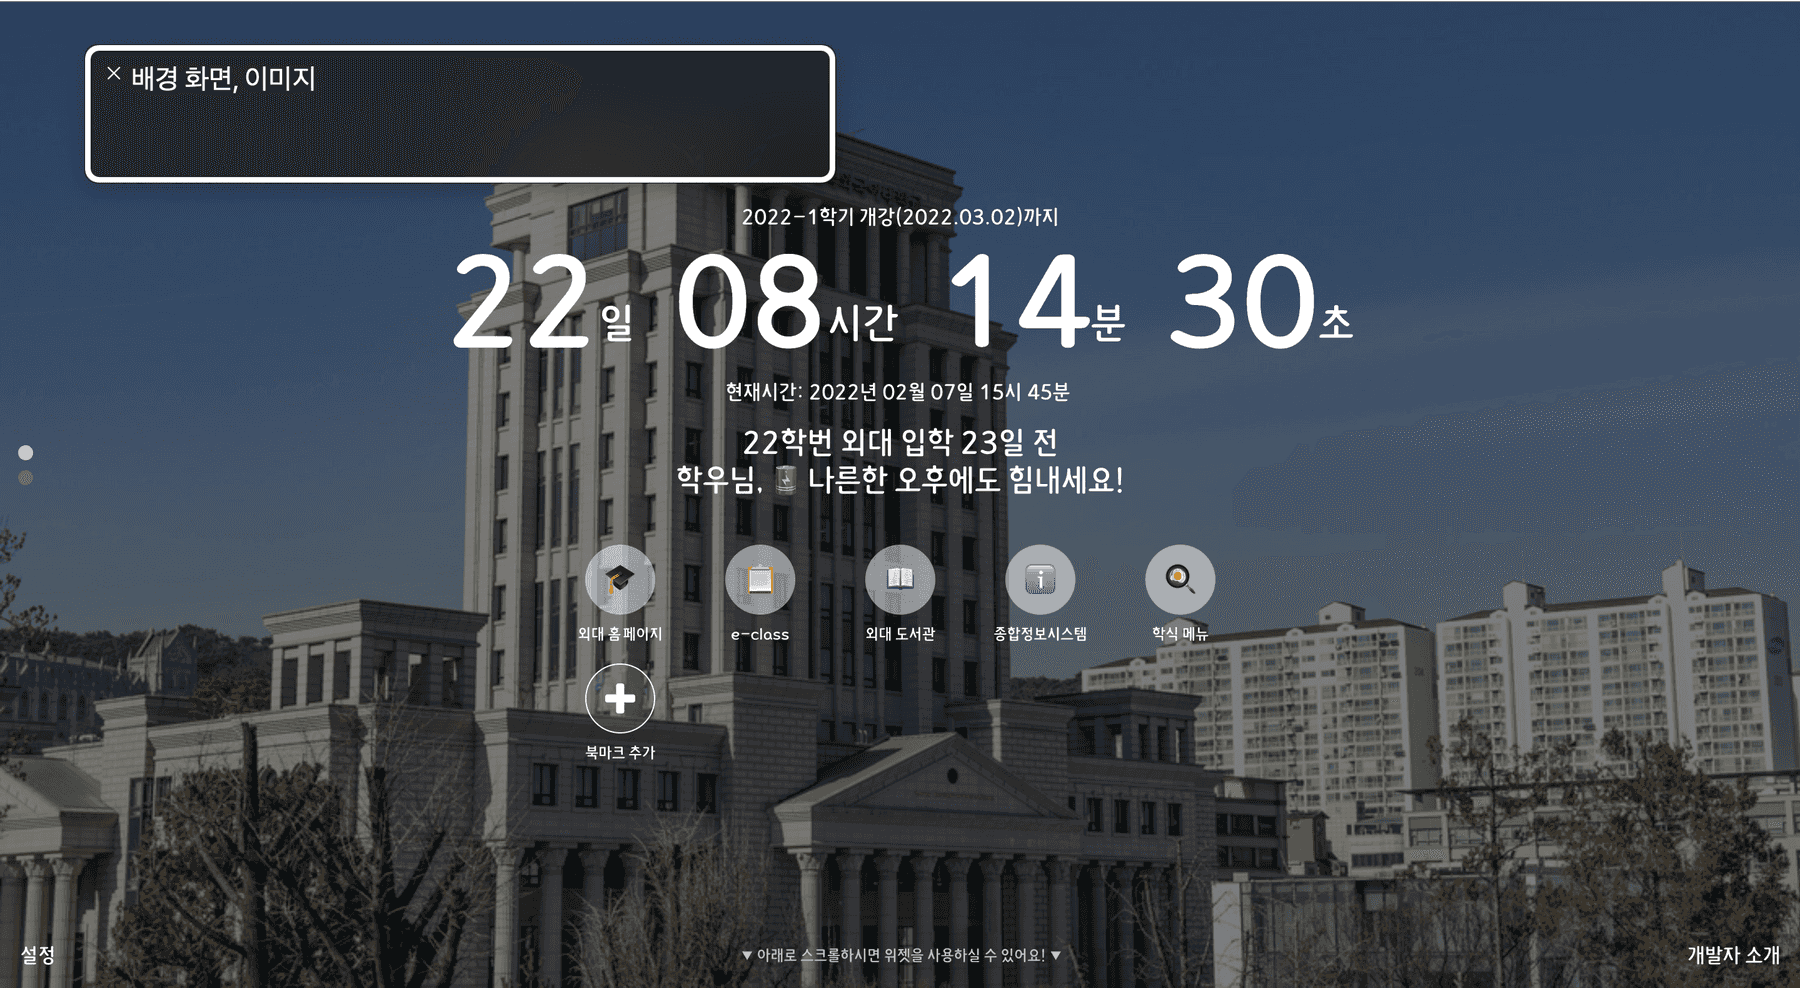 × 배경 화면, 이미지
2022-1학기 개강(2022.03.02)까지
22일 08시간 14분 30초
현재시간: 2022년 02월 07일 15시 45분
22학번 외대 입학 23일 전
학우님, 나른한 오후에도 힘내세요!
외대 홈페이지
e-class
외대 도서관
종합정보시스템
학식 메뉴
북마크 추가
설정
▼ 아래로 스크롤하시면 위젯을 사용하실 수 있어요! ▼
개발자 소개